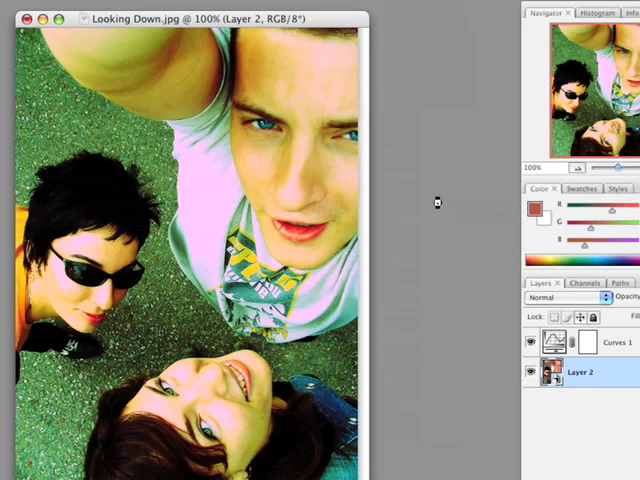 Looking Down.jpg @ 100% (Layer 2, RGB/8*)
Navigator × Histogram Info
100%
Color × Swatches Styles
R
G
B
Layers × Channels Paths
Normal Opacity
Lock: Fill
Curves 1
Layer 2